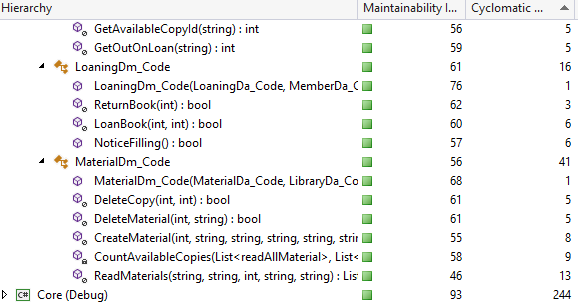 Hierarchy Maintainability I... Cyclomatic ...
GetAvailableCopyId(string) : int 56 5
GetOutOnLoan(string) : int 59 5
LoaningDm_Code 61 16
LoaningDm_Code(LoaningDa_Code, MemberDa_C 76 1
ReturnBook(int) : bool 62 3
LoanBook(int, int) : bool 60 6
NoticeFilling() : bool 57 6
MaterialDm_Code 56 41
MaterialDm_Code(MaterialDa_Code, LibraryDa_Co 68 1
DeleteCopy(int, int) : bool 61 5
DeleteMaterial(int, string) : bool 61 5
CreateMaterial(int, string, string, string, string, strin 55 8
CountAvailableCopies(List<readAllMaterial>, List< 58 9
ReadMaterials(string, string, int, string, string) : Lis 46 13
C# Core (Debug) 93 244